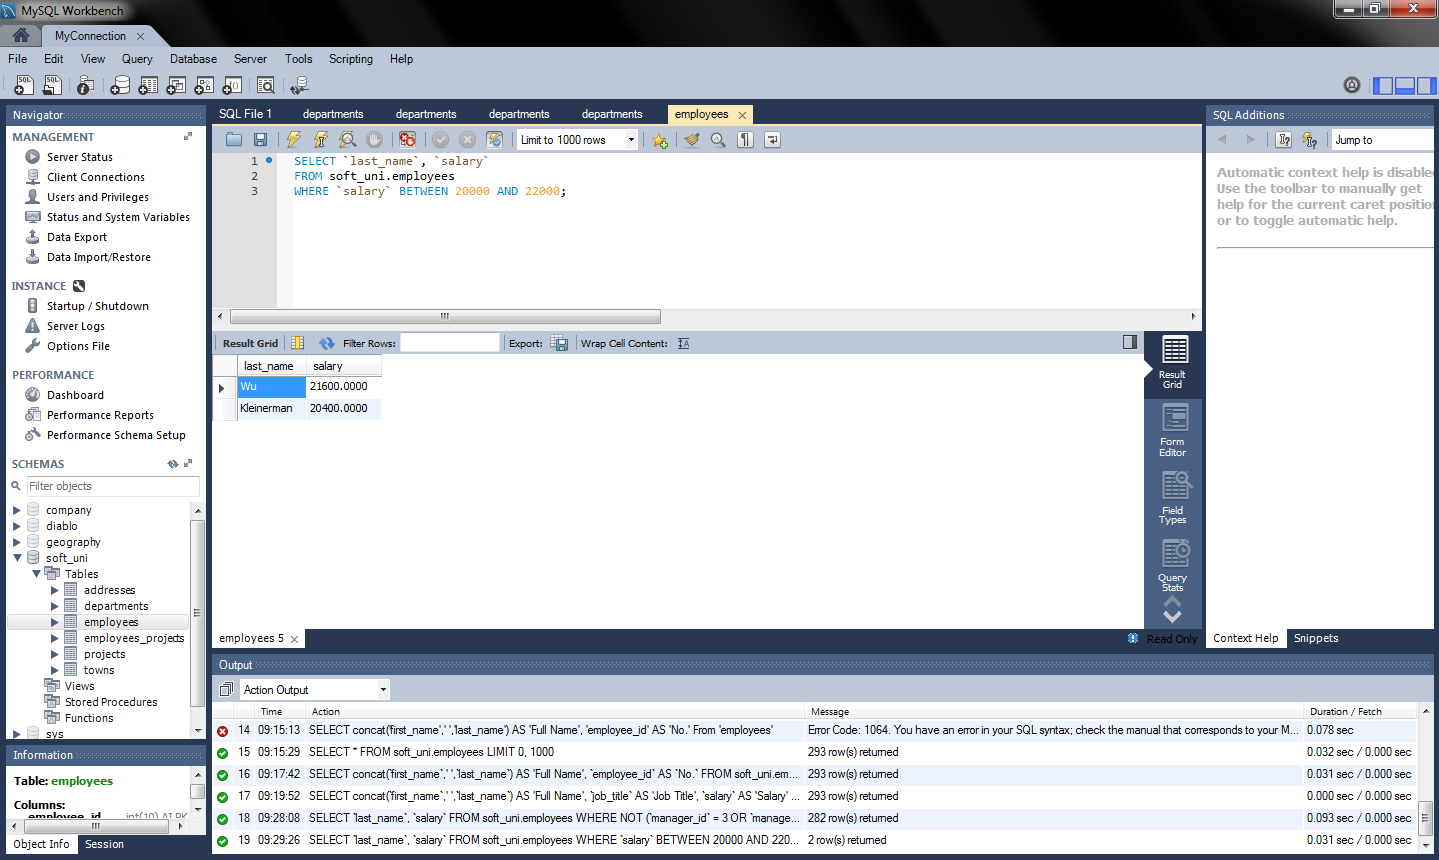 MySQL Workbench
MyConnection
File Edit View Query Database Server Tools Scripting Help
Navigator
MANAGEMENT
Server Status
Client Connections
Users and Privileges
Status and System Variables
Data Export
Data Import/Restore
INSTANCE
Startup / Shutdown
Server Logs
Options File
PERFORMANCE
Dashboard
Performance Reports
Performance Schema Setup
SCHEMAS
Filter objects
company
diablo
geography
soft_uni
Tables
addresses
departments
employees
employees_projects
projects
towns
Views
Stored Procedures
Functions
sys
Information
Table: employees
Columns:
employee_id int(10) AI PK
Object Info Session
SQL File 1 departments departments departments departments employees
Limit to 1000 rows
1 SELECT `last_name`, `salary`
2 FROM soft_uni.employees
3 WHERE `salary` BETWEEN 20000 AND 22000;
Result Grid Filter Rows: Export: Wrap Cell Content:
last_name salary
Wu 21600.0000
Kleinerman 20400.0000
Result Grid
Form Editor
Field Types
Query Stats
employees 5
Read Only
SQL Additions
Jump to
Automatic context help is disabled
Use the toolbar to manually get
help for the current caret position
or to toggle automatic help.
Context Help Snippets
Output
Action Output
Time Action Message Duration / Fetch
14 09:15:13 SELECT concat('first_name',' ','last_name') AS 'Full Name', 'employee_id' AS 'No.' From 'employees' Error Code: 1064. You have an error in your SQL syntax; check the manual that corresponds to your M... 0.078 sec
15 09:15:29 SELECT * FROM soft_uni.employees LIMIT 0, 1000 293 row(s) returned 0.032 sec / 0.000 sec
16 09:17:42 SELECT concat(`first_name`,' ',`last_name`) AS 'Full Name', `employee_id` AS 'No.' FROM soft_uni.em... 293 row(s) returned 0.031 sec / 0.000 sec
17 09:19:52 SELECT concat(`first_name`,' ',`last_name`) AS 'Full Name', `job_title` AS 'Job Title', `salary` AS 'Salary' ... 293 row(s) returned 0.000 sec / 0.000 sec
18 09:28:08 SELECT `last_name`, `salary` FROM soft_uni.employees WHERE NOT (`manager_id` = 3 OR `manage... 282 row(s) returned 0.093 sec / 0.000 sec
19 09:29:26 SELECT `last_name`, `salary` FROM soft_uni.employees WHERE `salary` BETWEEN 20000 AND 220... 2 row(s) returned 0.031 sec / 0.000 sec